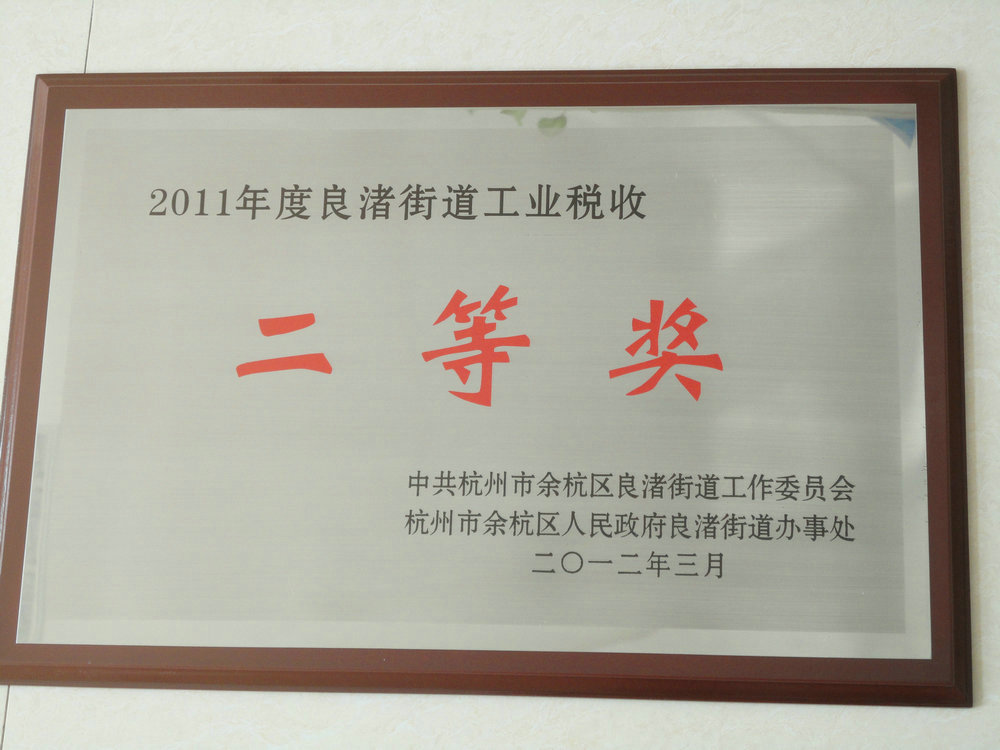 2011年度良渚街道工业税收
二等奖
中共杭州市余杭区良渚街道工作委员会
杭州市余杭区人民政府良渚街道办事处
二〇一二年三月